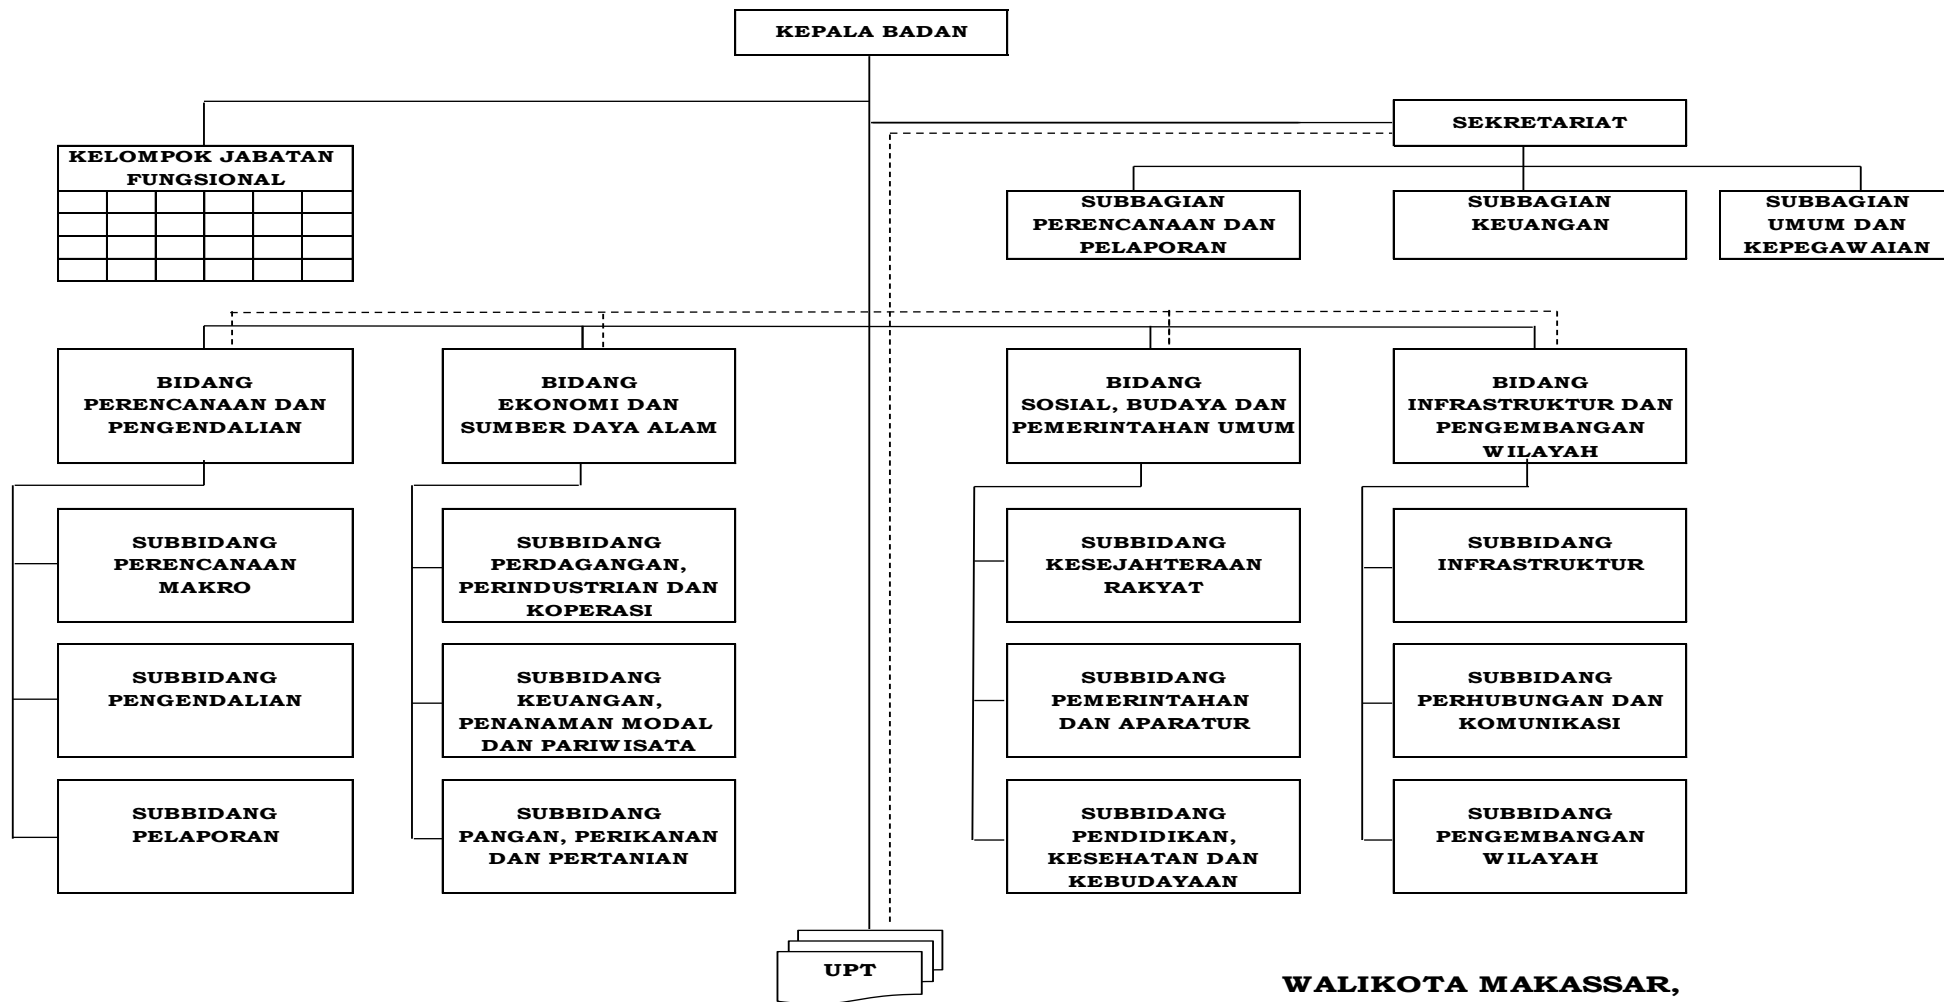 KEPALA BADAN
SEKRETARIAT
KELOMPOK JABATAN
FUNGSIONAL
SUBBAGIAN
PERENCANAAN DAN
PELAPORAN
SUBBAGIAN
KEUANGAN
SUBBAGIAN
UMUM DAN
KEPEGAWAIAN
BIDANG
PERENCANAAN DAN
PENGENDALIAN
BIDANG
EKONOMI DAN
SUMBER DAYA ALAM
BIDANG
SOSIAL, BUDAYA DAN
PEMERINTAHAN UMUM
BIDANG
INFRASTRUKTUR DAN
PENGEMBANGAN
WILAYAH
SUBBIDANG
PERENCANAAN
MAKRO
SUBBIDANG
PERDAGANGAN,
PERINDUSTRIAN DAN
KOPERASI
SUBBIDANG
KESEJAHTERAAN
RAKYAT
SUBBIDANG
INFRASTRUKTUR
SUBBIDANG
PENGENDALIAN
SUBBIDANG
KEUANGAN,
PENANAMAN MODAL
DAN PARIWISATA
SUBBIDANG
PEMERINTAHAN
DAN APARATUR
SUBBIDANG
PERHUBUNGAN DAN
KOMUNIKASI
SUBBIDANG
PELAPORAN
SUBBIDANG
PANGAN, PERIKANAN
DAN PERTANIAN
SUBBIDANG
PENDIDIKAN,
KESEHATAN DAN
KEBUDAYAAN
SUBBIDANG
PENGEMBANGAN
WILAYAH
UPT
WALIKOTA MAKASSAR,